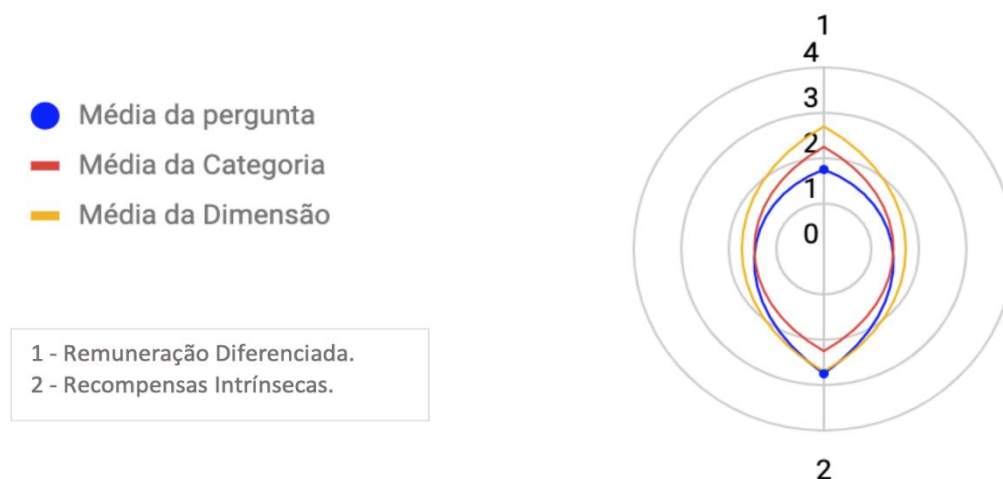 Média da pergunta
Média da Categoria
Média da Dimensão
1 - Remuneração Diferenciada.
2 - Recompensas Intrínsecas.
1
4
3
2
1
0
2